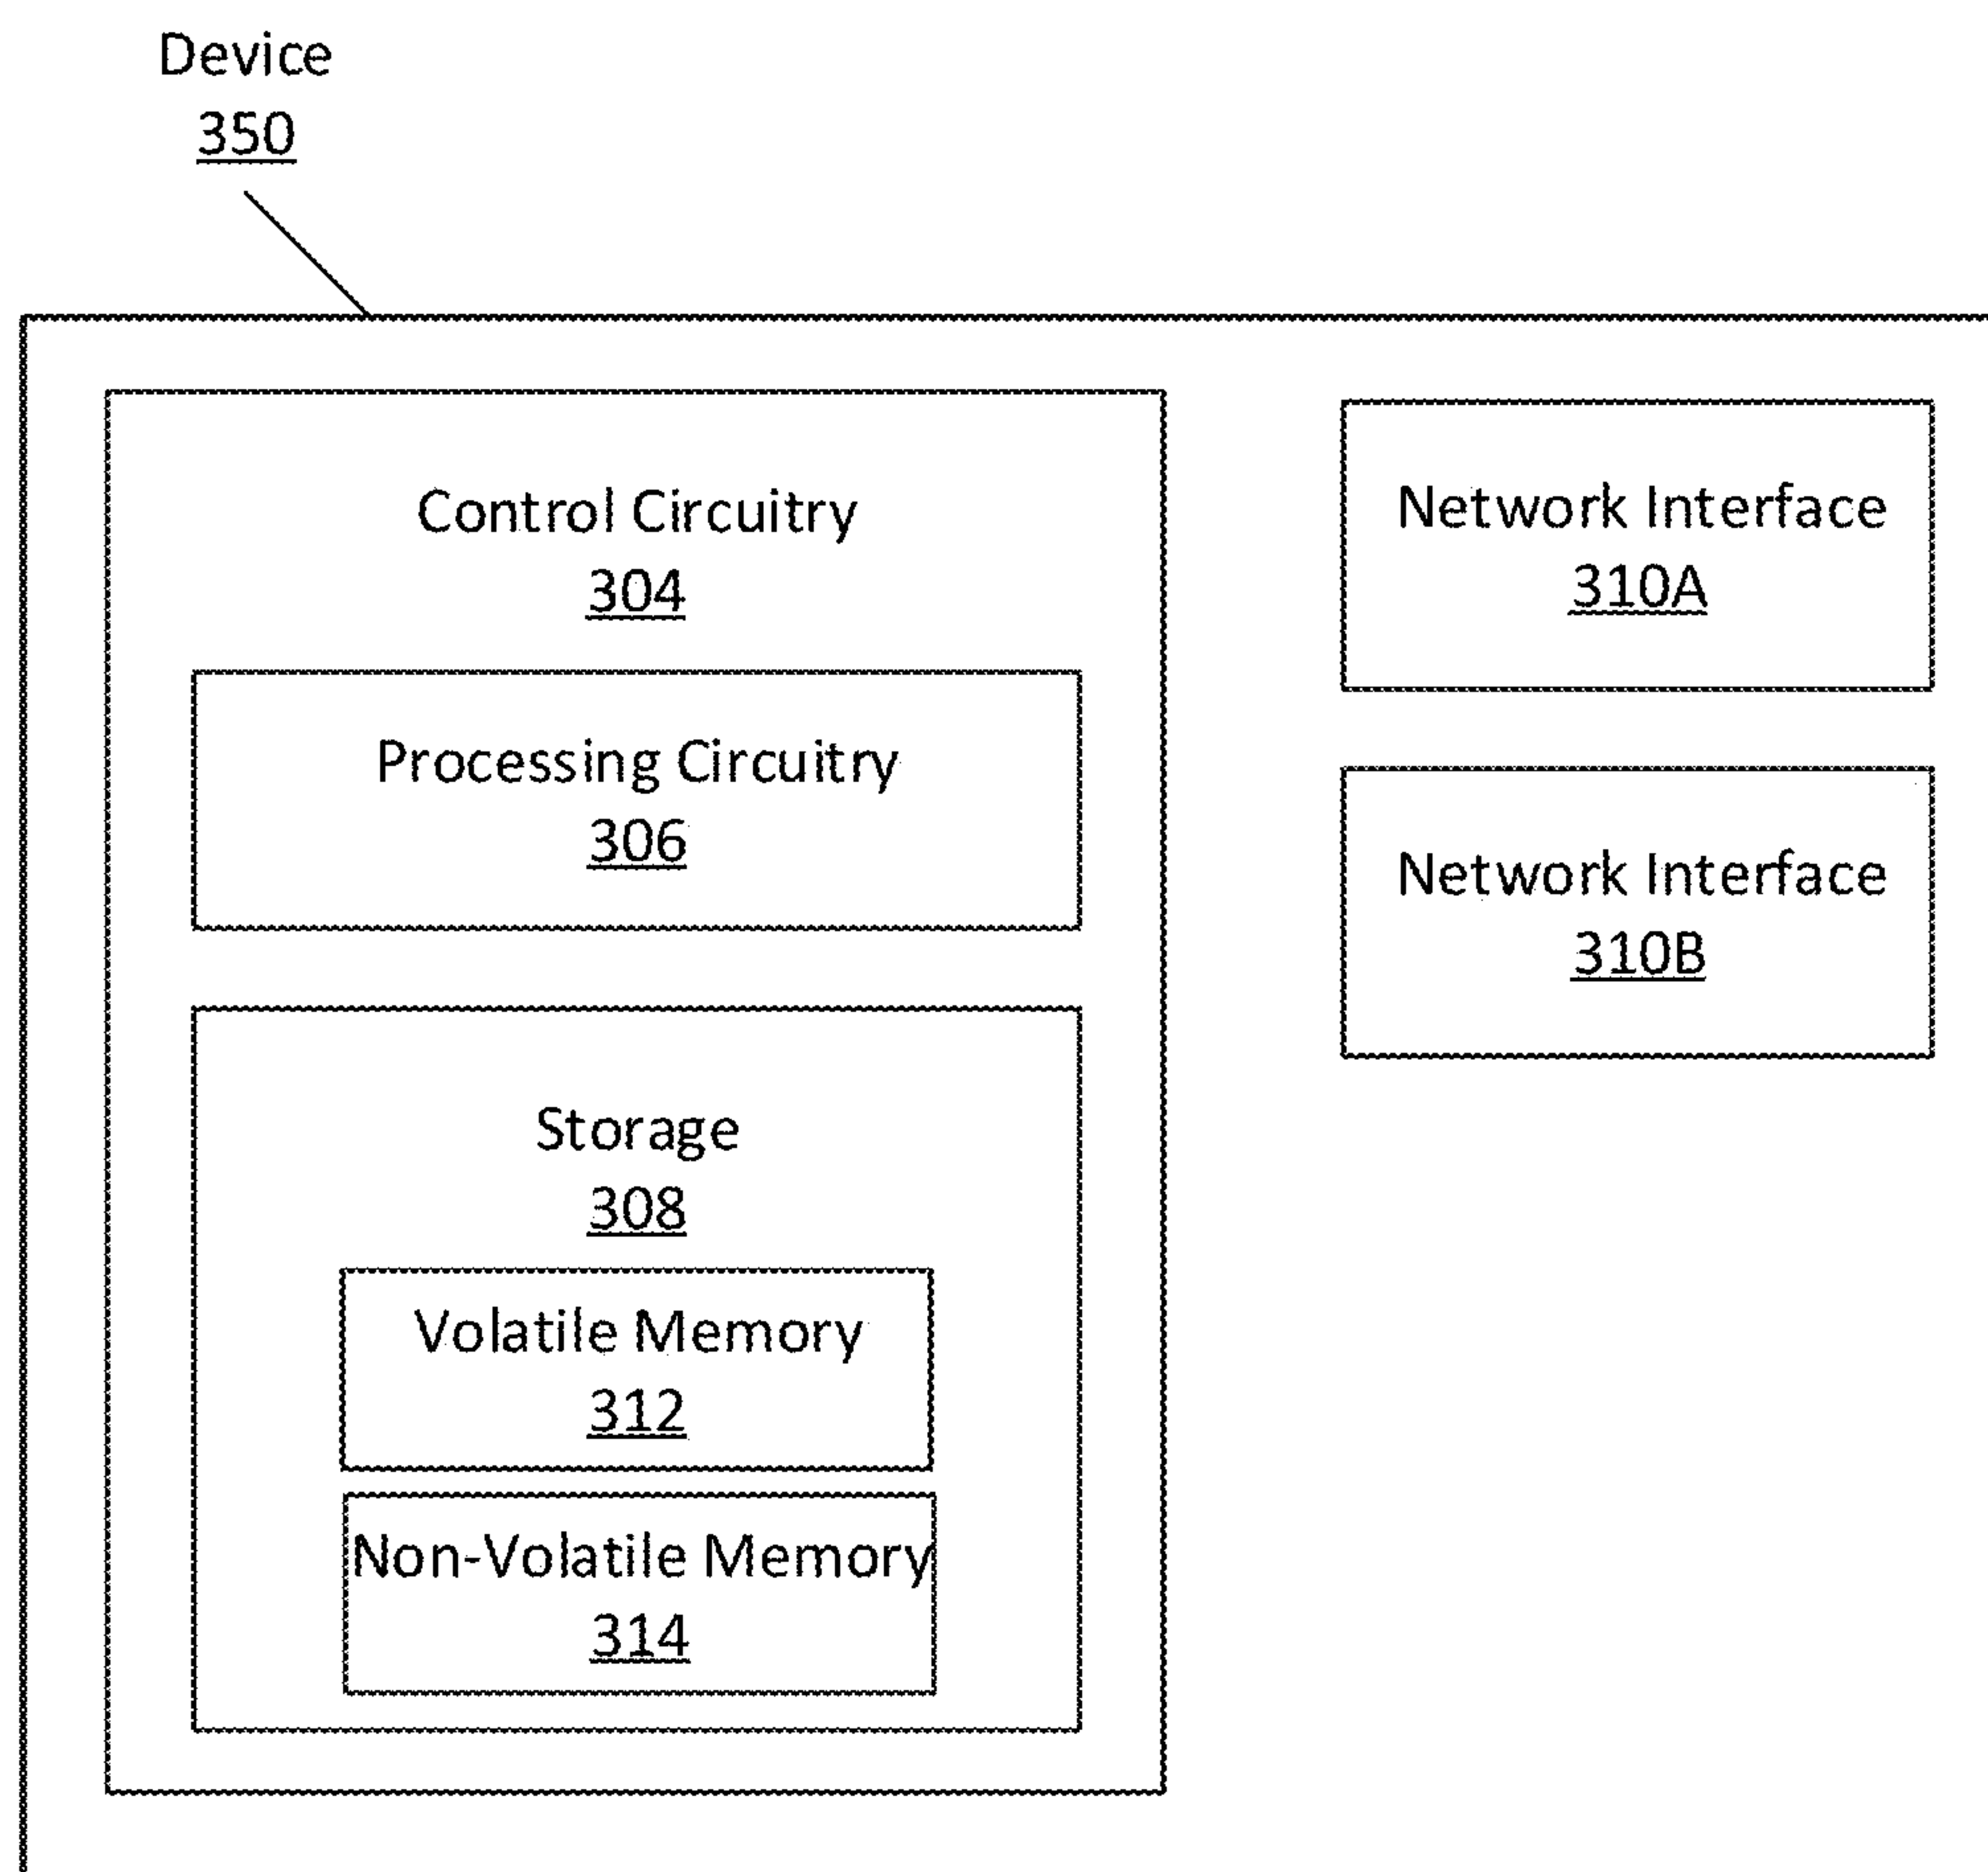 Device
350
Control Circuitry
304
Processing Circuitry
306
Storage
308
Volatile Memory
312
Non-Volatile Memory
314
Network Interface
310A
Network Interface
310B